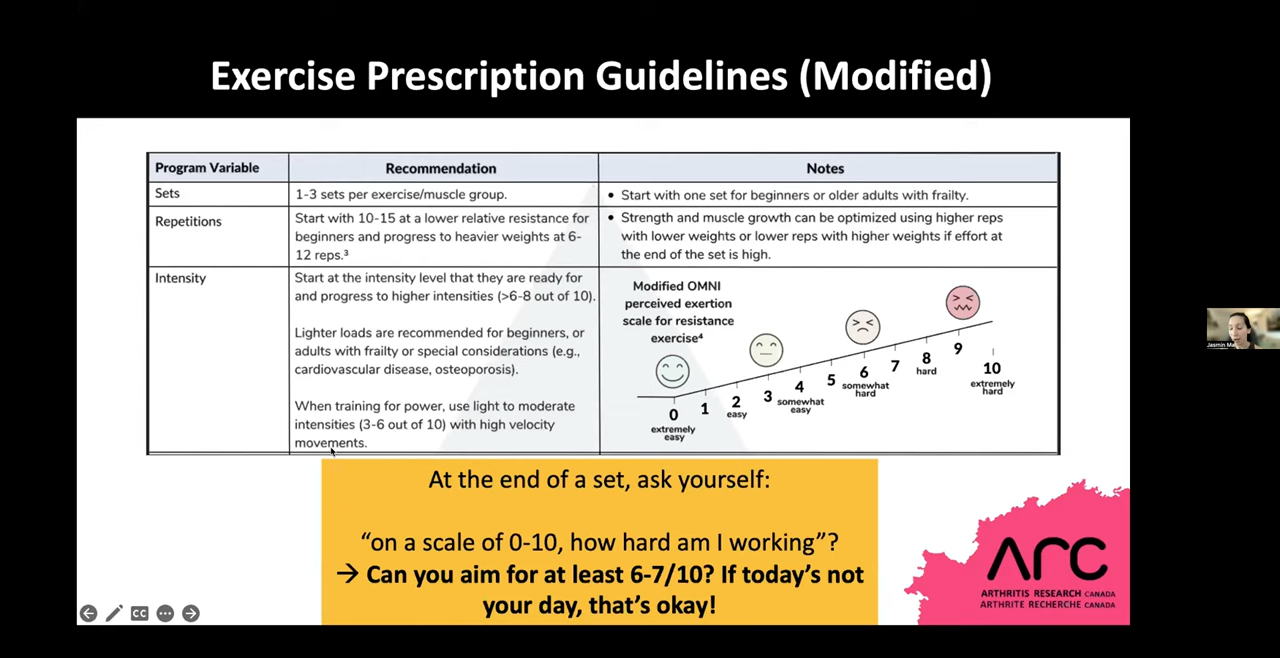 Exercise Prescription Guidelines (Modified)
Program Variable
Recommendation
Notes
Sets
1-3 sets per exercise/muscle group.
• Start with one set for beginners or older adults with frailty.
Repetitions
Start with 10-15 at a lower relative resistance for
beginners and progress to heavier weights at 6-
12 reps.³
• Strength and muscle growth can be optimized using higher reps
with lower weights or lower reps with higher weights if effort at
the end of the set is high.
Intensity
Start at the intensity level that they are ready for
and progress to higher intensities (>6-8 out of 10).
Lighter loads are recommended for beginners, or
adults with frailty or special considerations (e.g.,
cardiovascular disease, osteoporosis).
When training for power, use light to moderate
intensities (3-6 out of 10) with high velocity
movements.
Modified OMNI
perceived exertion
scale for resistance
exercise⁴
0
extremely
easy
1
2
easy
3
4
somewhat
easy
5
6
somewhat
hard
7
8
hard
9
10
extremely
hard
At the end of a set, ask yourself:
“on a scale of 0-10, how hard am I working”?
→ Can you aim for at least 6-7/10? If today’s not
your day, that’s okay!
ARC
ARTHRITIS RESEARCH CANADA
ARTHRITE RECHERCHE CANADA
CC
Jasmin